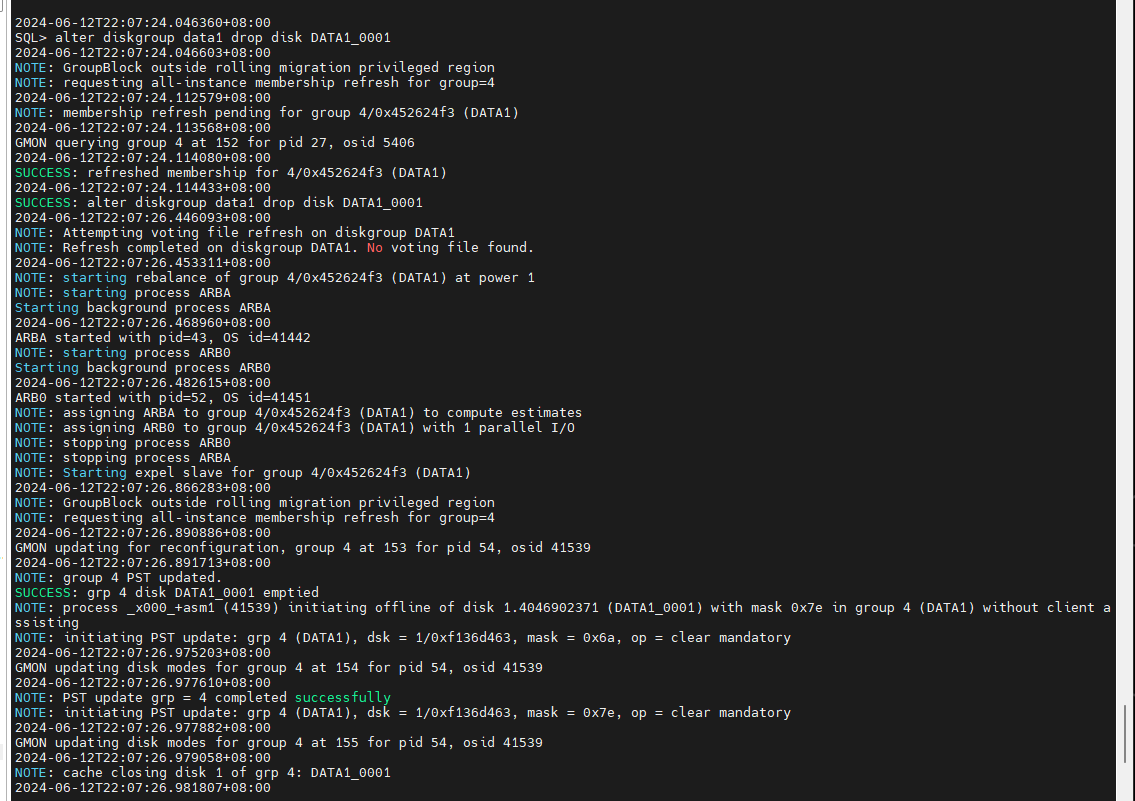 2024-06-12T22:07:24.046360+08:00
SQL> alter diskgroup data1 drop disk DATA1_0001
2024-06-12T22:07:24.046603+08:00
NOTE: GroupBlock outside rolling migration privileged region
NOTE: requesting all-instance membership refresh for group=4
2024-06-12T22:07:24.112579+08:00
NOTE: membership refresh pending for group 4/0x452624f3 (DATA1)
2024-06-12T22:07:24.113568+08:00
GMON querying group 4 at 152 for pid 27, osid 5406
2024-06-12T22:07:24.114080+08:00
SUCCESS: refreshed membership for 4/0x452624f3 (DATA1)
2024-06-12T22:07:24.114433+08:00
SUCCESS: alter diskgroup data1 drop disk DATA1_0001
2024-06-12T22:07:26.446093+08:00
NOTE: Attempting voting file refresh on diskgroup DATA1
NOTE: Refresh completed on diskgroup DATA1. No voting file found.
2024-06-12T22:07:26.453311+08:00
NOTE: starting rebalance of group 4/0x452624f3 (DATA1) at power 1
NOTE: starting process ARBA
Starting background process ARBA
2024-06-12T22:07:26.468960+08:00
ARBA started with pid=43, OS id=41442
NOTE: starting process ARB0
Starting background process ARB0
2024-06-12T22:07:26.482615+08:00
ARB0 started with pid=52, OS id=41451
NOTE: assigning ARBA to group 4/0x452624f3 (DATA1) to compute estimates
NOTE: assigning ARB0 to group 4/0x452624f3 (DATA1) with 1 parallel I/O
NOTE: stopping process ARB0
NOTE: stopping process ARBA
NOTE: Starting expel slave for group 4/0x452624f3 (DATA1)
2024-06-12T22:07:26.866283+08:00
NOTE: GroupBlock outside rolling migration privileged region
NOTE: requesting all-instance membership refresh for group=4
2024-06-12T22:07:26.890886+08:00
GMON updating for reconfiguration, group 4 at 153 for pid 54, osid 41539
2024-06-12T22:07:26.891713+08:00
NOTE: group 4 PST updated.
SUCCESS: grp 4 disk DATA1_0001 emptied
NOTE: process _x000_+asm1 (41539) initiating offline of disk 1.4046902371 (DATA1_0001) with mask 0x7e in group 4 (DATA1) without client a
ssisting
NOTE: initiating PST update: grp 4 (DATA1), dsk = 1/0xf136d463, mask = 0x6a, op = clear mandatory
2024-06-12T22:07:26.975203+08:00
GMON updating disk modes for group 4 at 154 for pid 54, osid 41539
2024-06-12T22:07:26.977610+08:00
NOTE: PST update grp = 4 completed successfully
NOTE: initiating PST update: grp 4 (DATA1), dsk = 1/0xf136d463, mask = 0x7e, op = clear mandatory
2024-06-12T22:07:26.977882+08:00
GMON updating disk modes for group 4 at 155 for pid 54, osid 41539
2024-06-12T22:07:26.979058+08:00
NOTE: cache closing disk 1 of grp 4: DATA1_0001
2024-06-12T22:07:26.981807+08:00